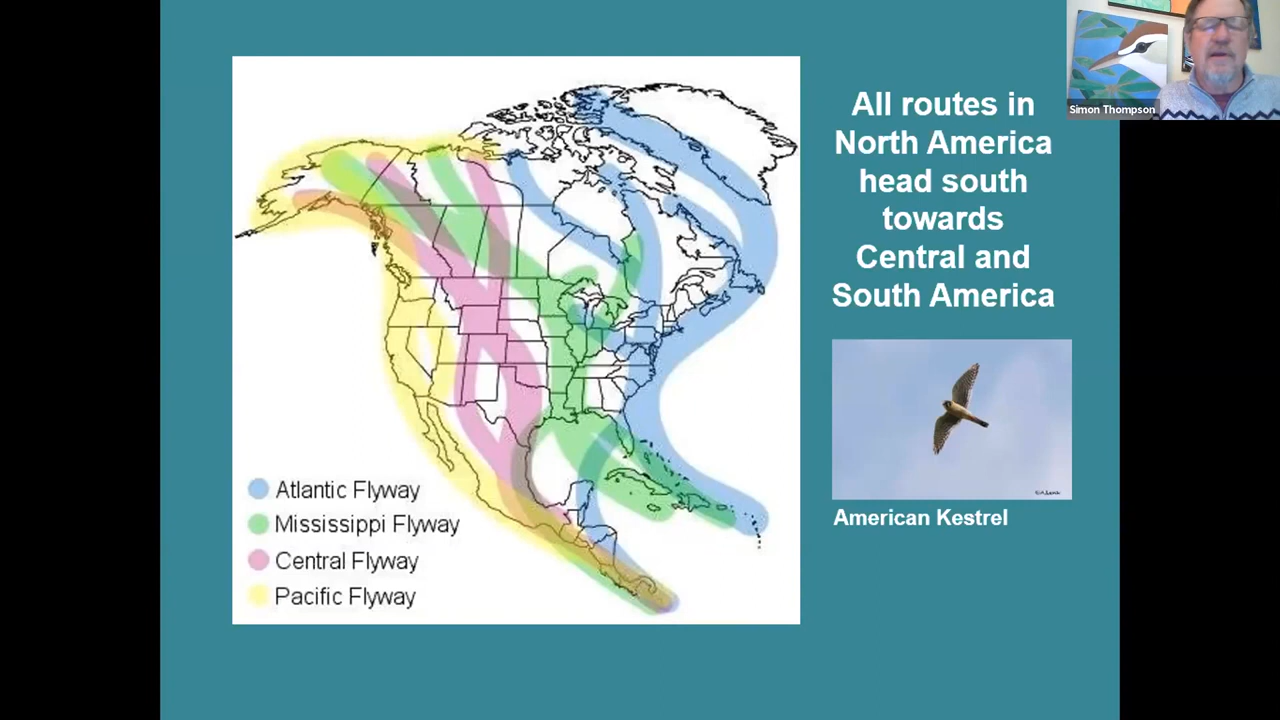 All routes in
North America
head south
towards
Central and
South America
Simon Thompson
Atlantic Flyway
Mississippi Flyway
Central Flyway
Pacific Flyway
American Kestrel